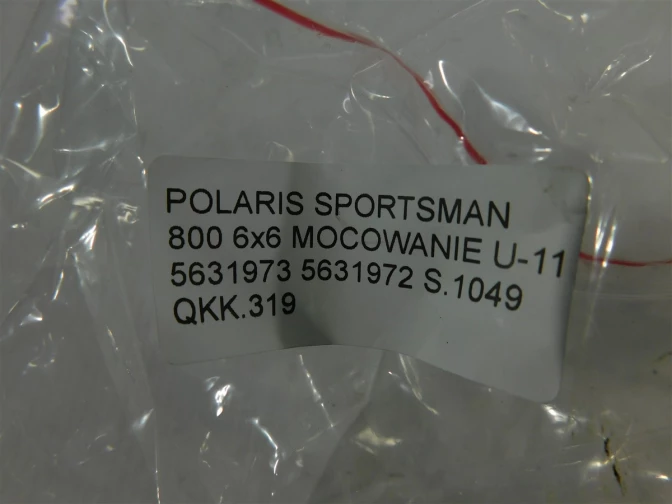 POLARIS SPORTSMAN
800 6x6 MOCOWANIE U-11
5631973 5631972 S.1049
QKK.319